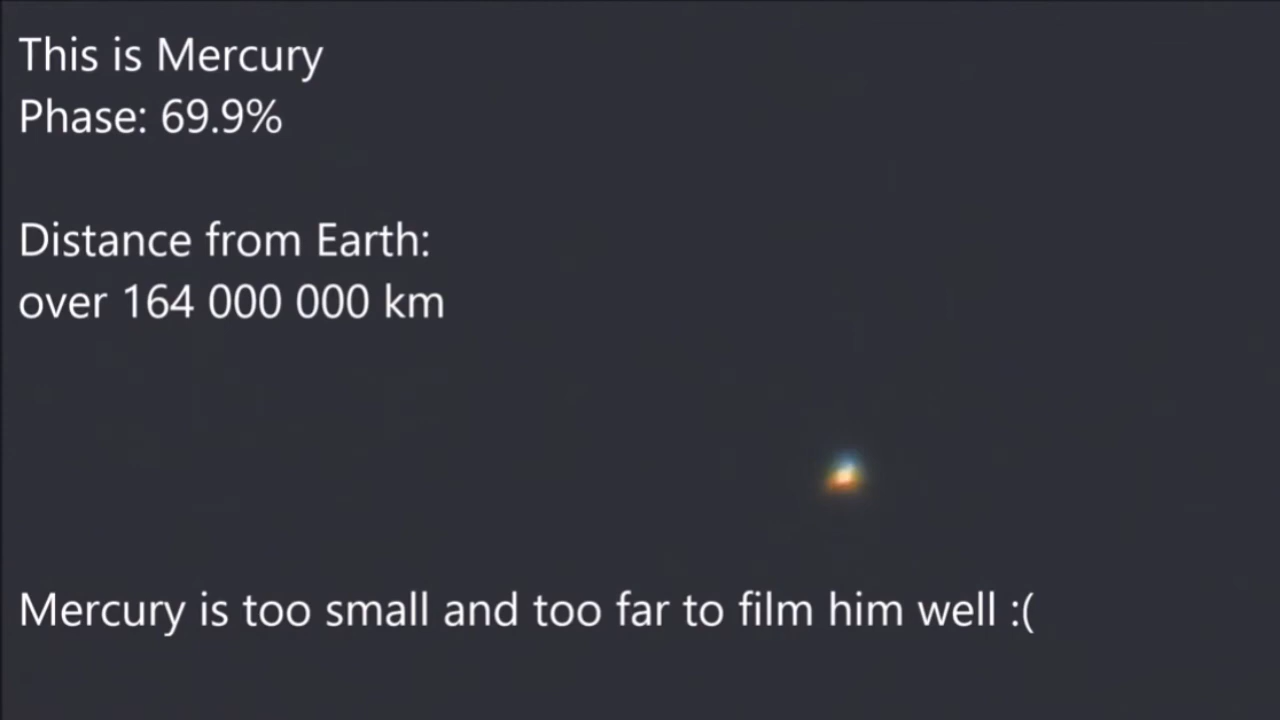 This is Mercury
Phase: 69.9%
Distance from Earth:
over 164 000 000 km
Mercury is too small and too far to film him well :(